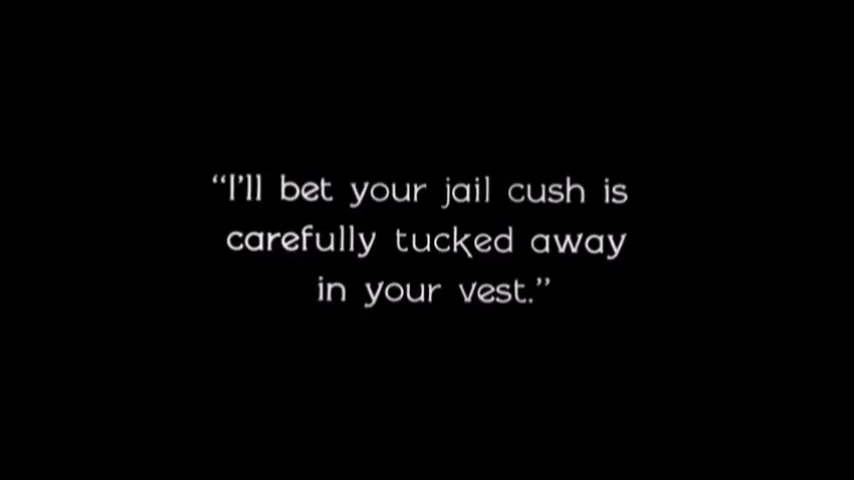 “I’ll bet your jail cush is
carefully tucked away
in your vest.”